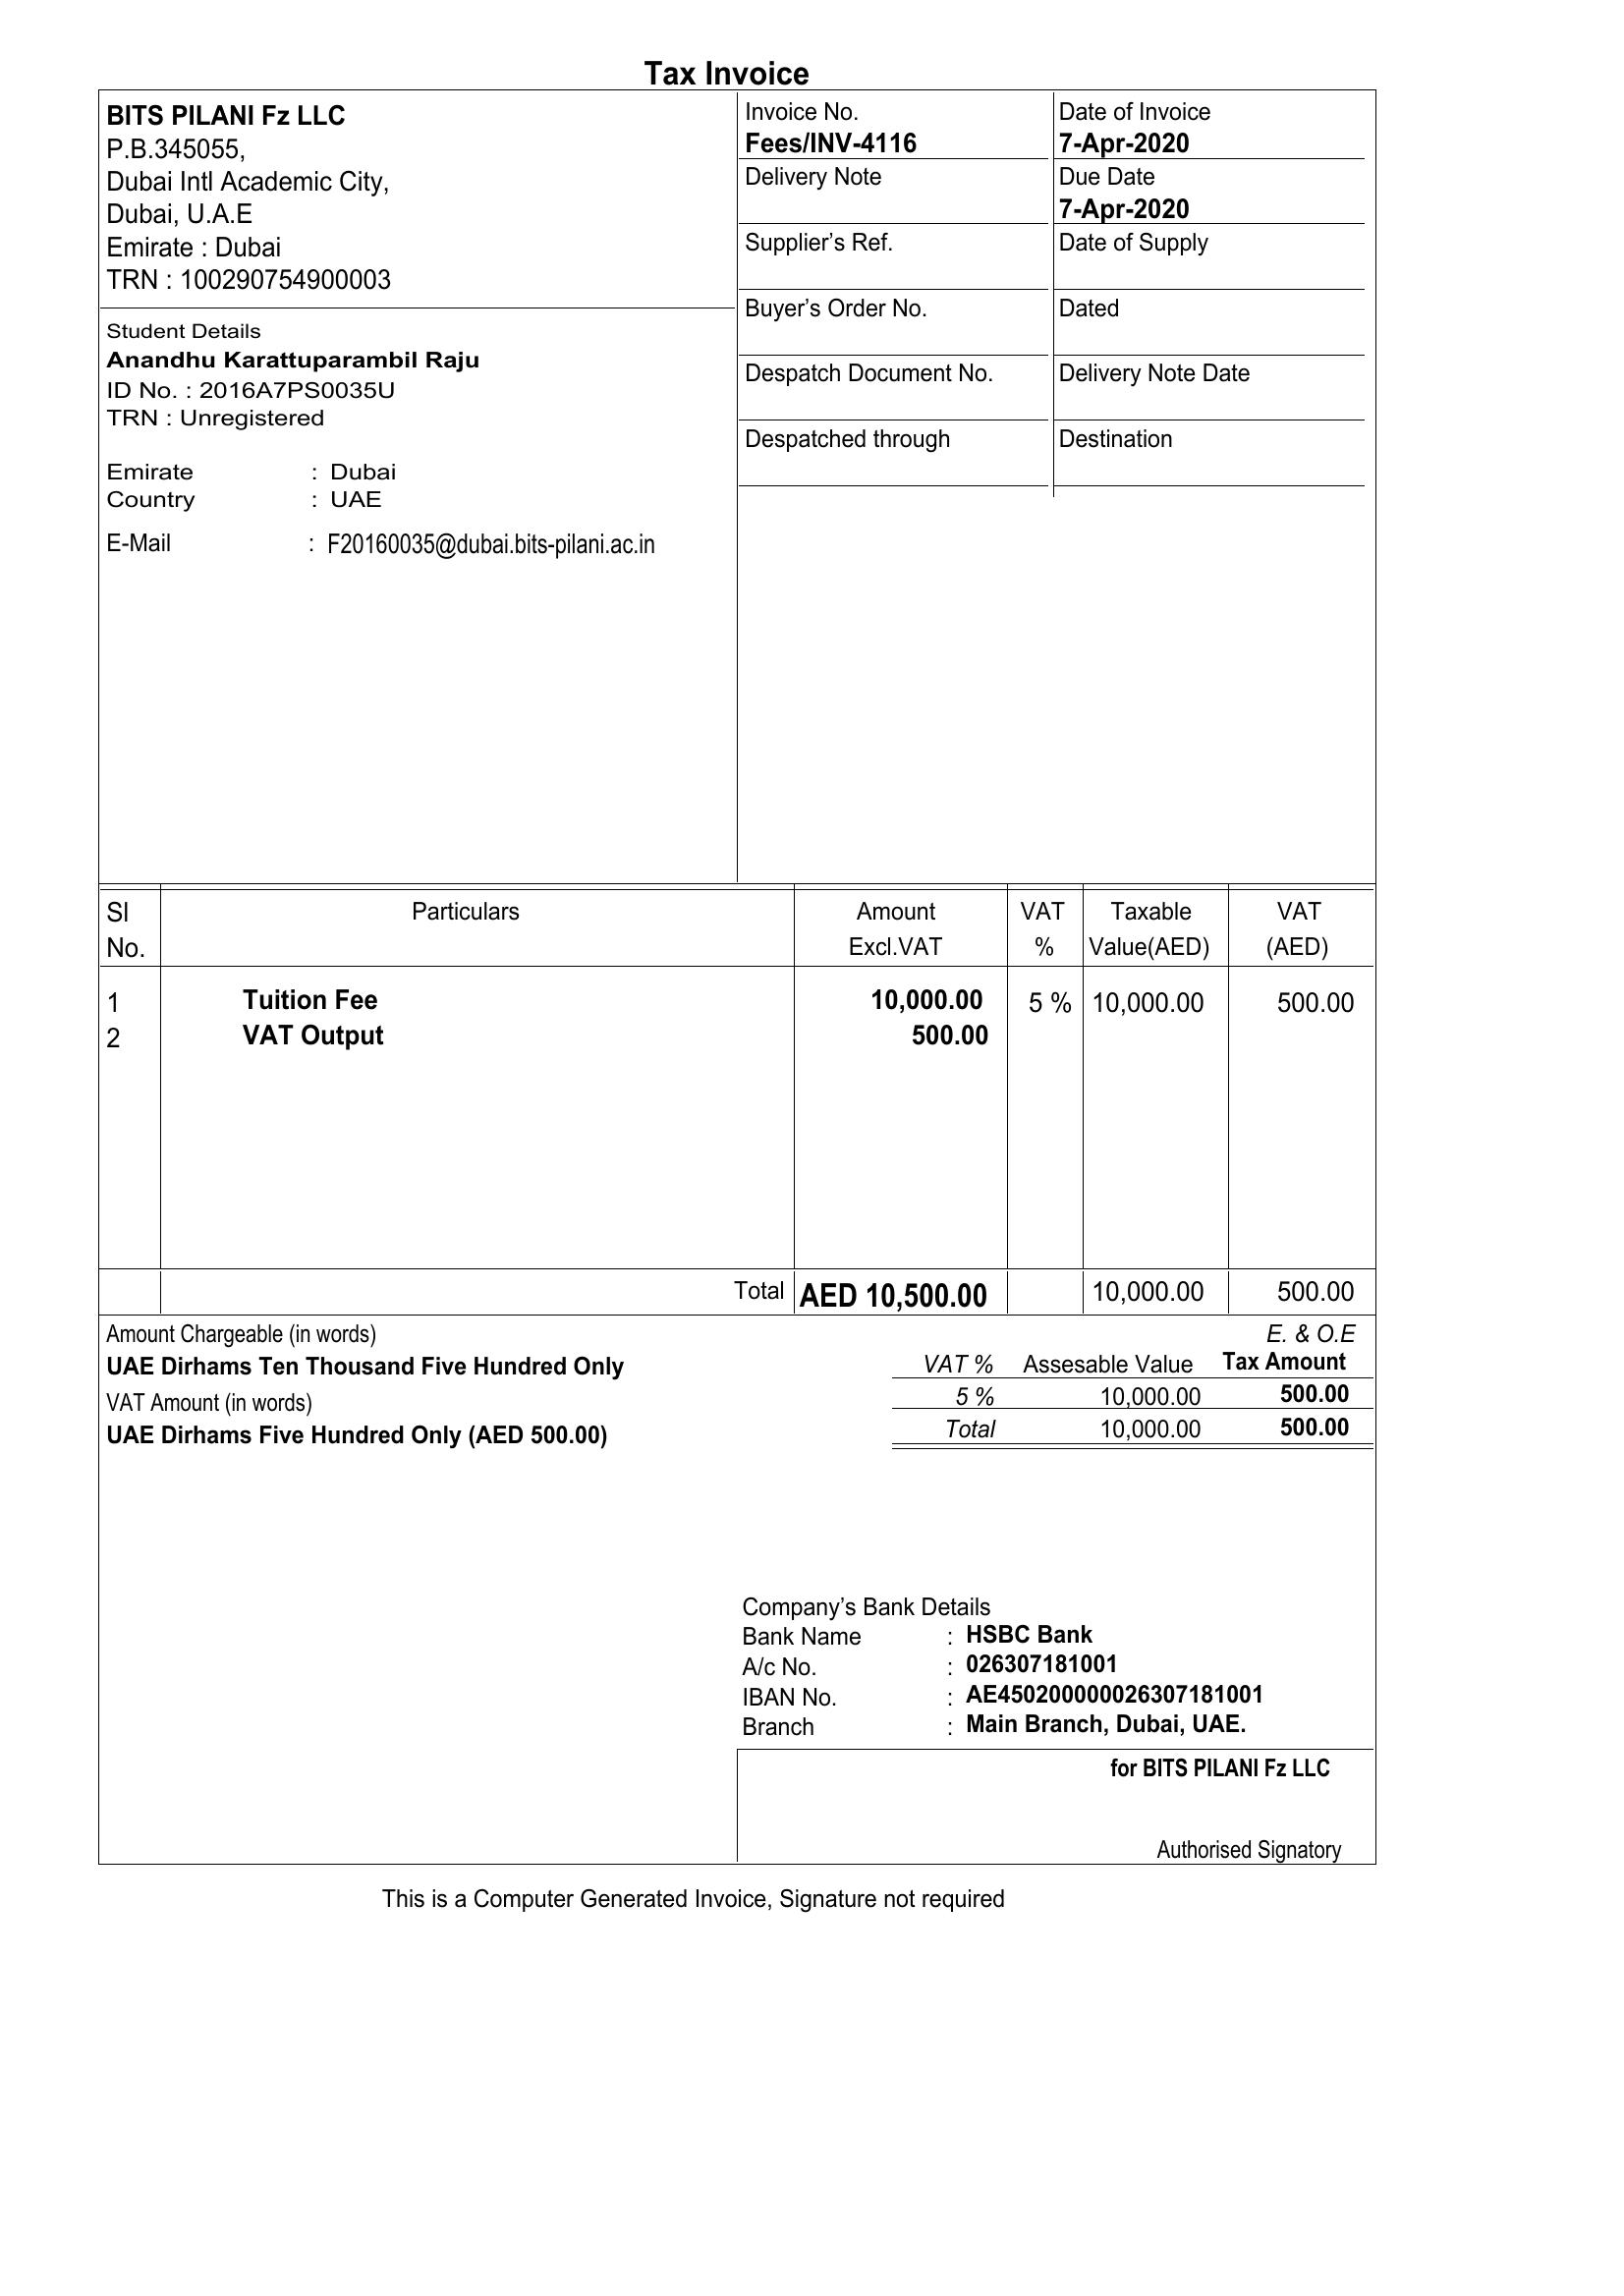 Tax Invoice
BITS PILANI Fz LLC
P.B.345055,
Dubai Intl Academic City,
Dubai, U.A.E
Emirate : Dubai
TRN : 100290754900003
Student Details
Anandhu Karattuparambil Raju
ID No. : 2016A7PS0035U
TRN : Unregistered
Emirate : Dubai
Country : UAE
E-Mail : F20160035@dubai.bits-pilani.ac.in
Invoice No. Date of Invoice
Fees/INV-4116 7-Apr-2020
Delivery Note Due Date
7-Apr-2020
Supplier's Ref. Date of Supply
Buyer's Order No. Dated
Despatch Document No. Delivery Note Date
Despatched through Destination
Sl Particulars Amount VAT Taxable VAT
No. Excl.VAT % Value(AED) (AED)
1 Tuition Fee 10,000.00 5 % 10,000.00 500.00
2 VAT Output 500.00
Total AED 10,500.00 10,000.00 500.00
Amount Chargeable (in words) E. & O.E
UAE Dirhams Ten Thousand Five Hundred Only
VAT Amount (in words)
UAE Dirhams Five Hundred Only (AED 500.00)
VAT % Assesable Value Tax Amount
5 % 10,000.00 500.00
Total 10,000.00 500.00
Company's Bank Details
Bank Name : HSBC Bank
A/c No. : 026307181001
IBAN No. : AE450200000026307181001
Branch : Main Branch, Dubai, UAE.
for BITS PILANI Fz LLC
Authorised Signatory
This is a Computer Generated Invoice, Signature not required